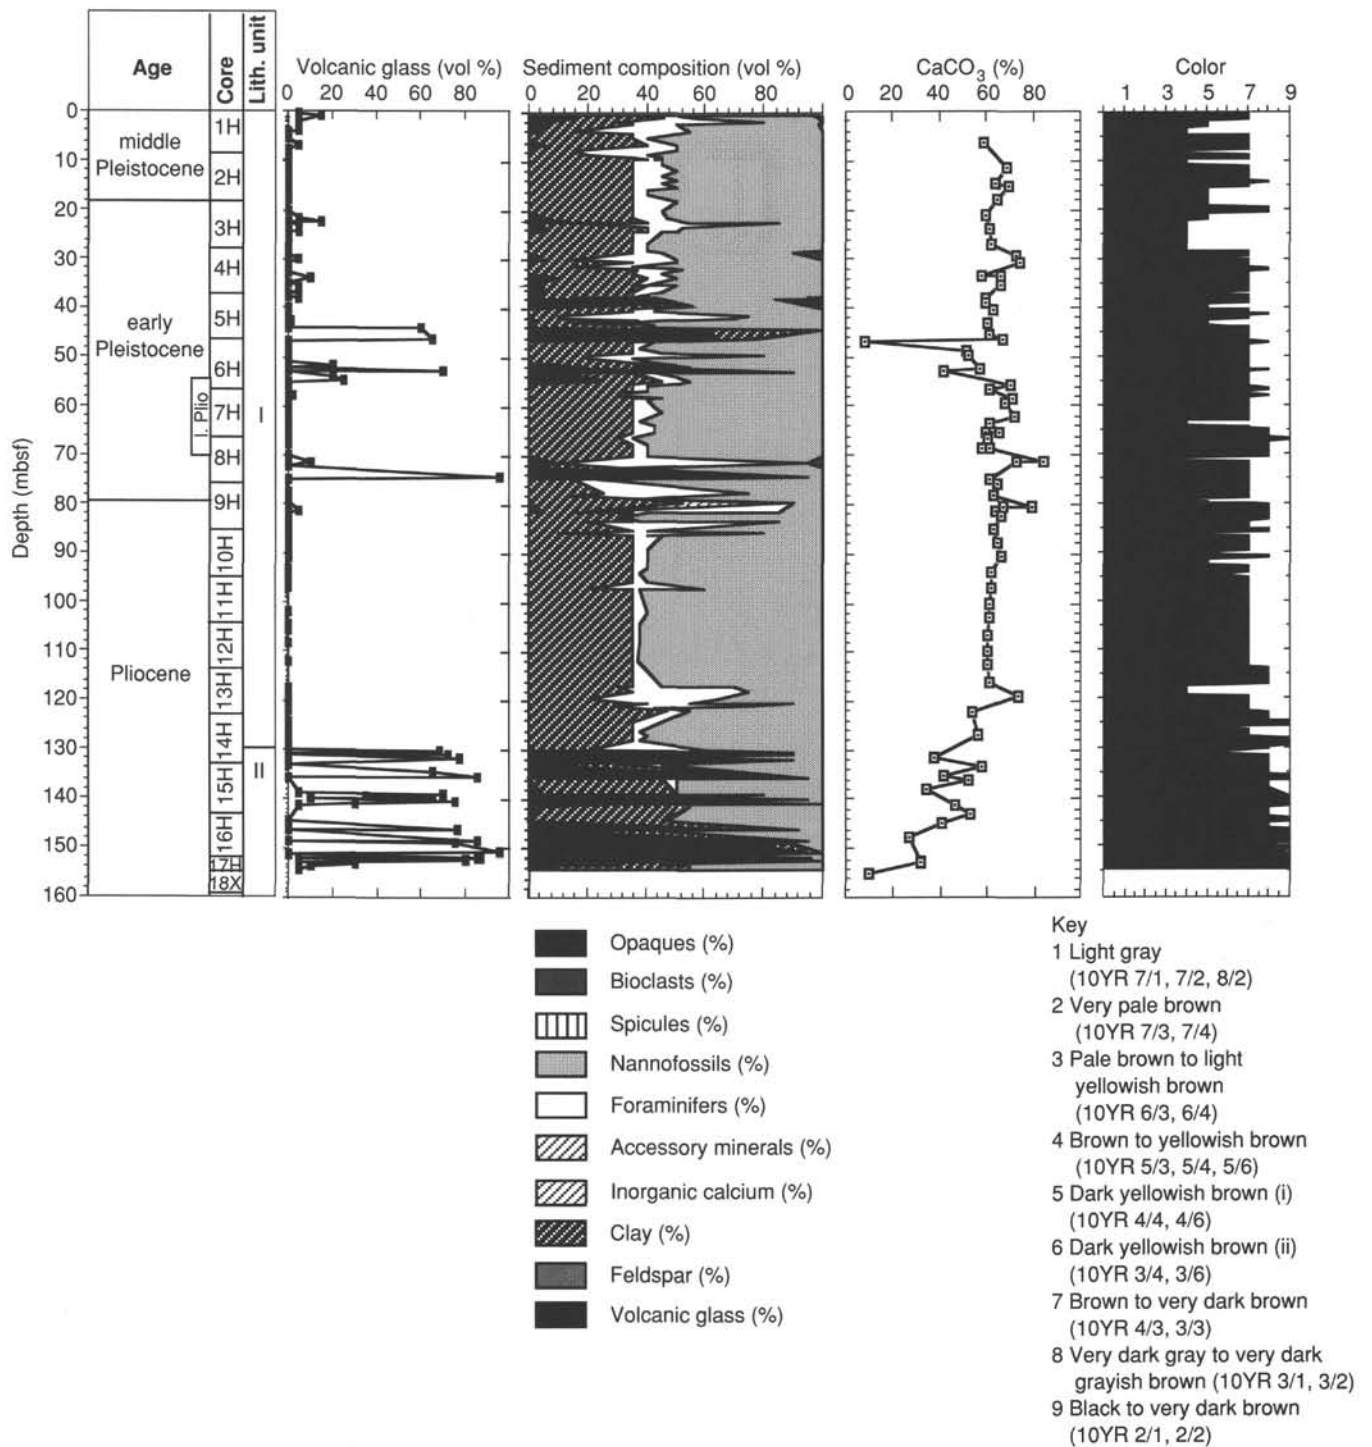 Age
Core
Lith. unit
Volcanic glass (vol %)
0 20 40 60 80
Sediment composition (vol %)
0 20 40 60 80
CaCO3 (%)
0 40 60 80
Color
1 3 5 7 9
Depth (mbsf)
0
10
20
30
40
50
60
70
80
90
100
110
120
130
140
150
160
middle
Pleistocene
early
Pleistocene
l. Plio
Pliocene
1H
2H
3H
4H
5H
6H
7H
8H
9H
10H
11H
12H
13H
14H
15H
16H
17H
18X
I
II
Opaques (%)
Bioclasts (%)
Spicules (%)
Nannofossils (%)
Foraminifers (%)
Accessory minerals (%)
Inorganic calcium (%)
Clay (%)
Feldspar (%)
Volcanic glass (%)
Key
1 Light gray
(10YR 7/1, 7/2, 8/2)
2 Very pale brown
(10YR 7/3, 7/4)
3 Pale brown to light
yellowish brown
(10YR 6/3, 6/4)
4 Brown to yellowish brown
(10YR 5/3, 5/4, 5/6)
5 Dark yellowish brown (i)
(10YR 4/4, 4/6)
6 Dark yellowish brown (ii)
(10YR 3/4, 3/6)
7 Brown to very dark brown
(10YR 4/3, 3/3)
8 Very dark gray to very dark
grayish brown (10YR 3/1, 3/2)
9 Black to very dark brown
(10YR 2/1, 2/2)